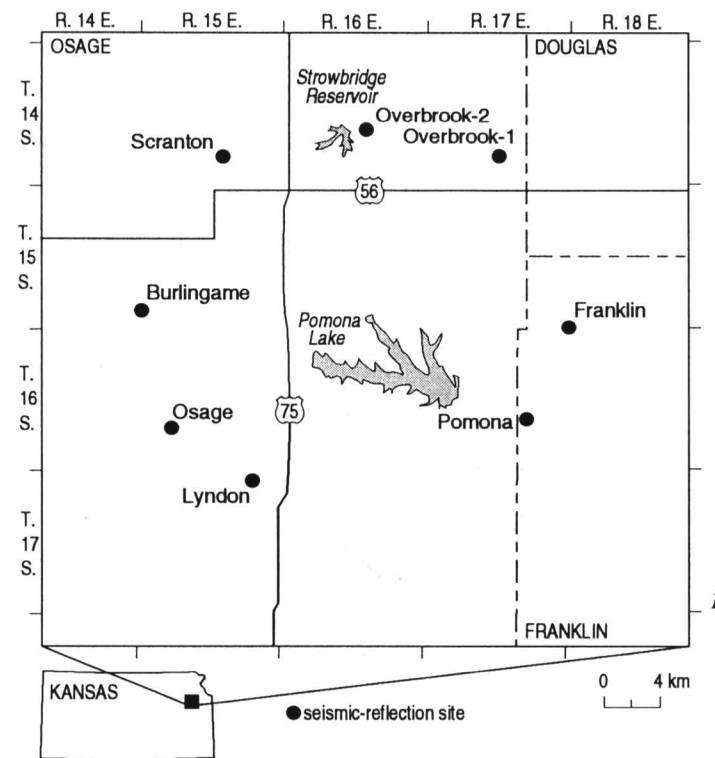 R. 14 E. R. 15 E. R. 16 E. R. 17 E. R. 18 E.
OSAGE
DOUGLAS
T.
14
S.
Strowbridge
Reservoir
Overbrook-2
Overbrook-1
Scranton
56
T.
15
S.
Burlingame
Pomona
Lake
Franklin
T.
16
S.
75
Osage
Pomona
Lyndon
T.
17
S.
FRANKLIN
KANSAS
0 4 km
seismic-reflection site